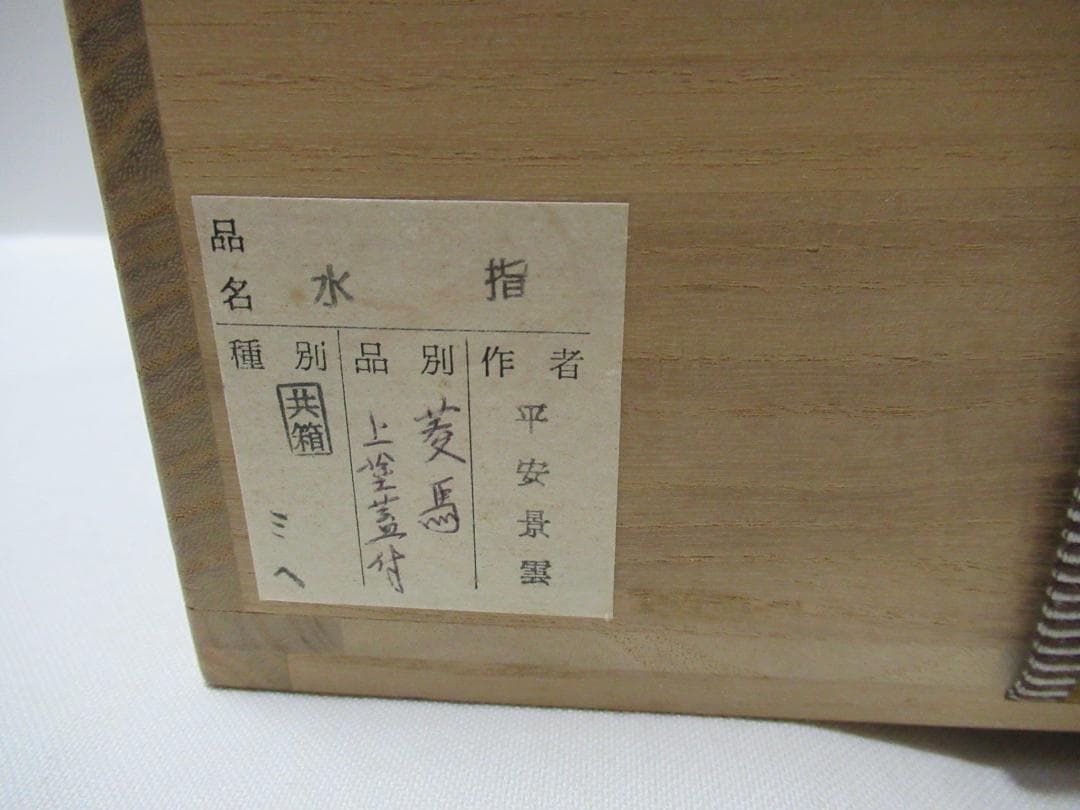 品名
水指
種別
共箱
ミヘ
品別
菱馬
上塗蓋付
作者
平安景雲